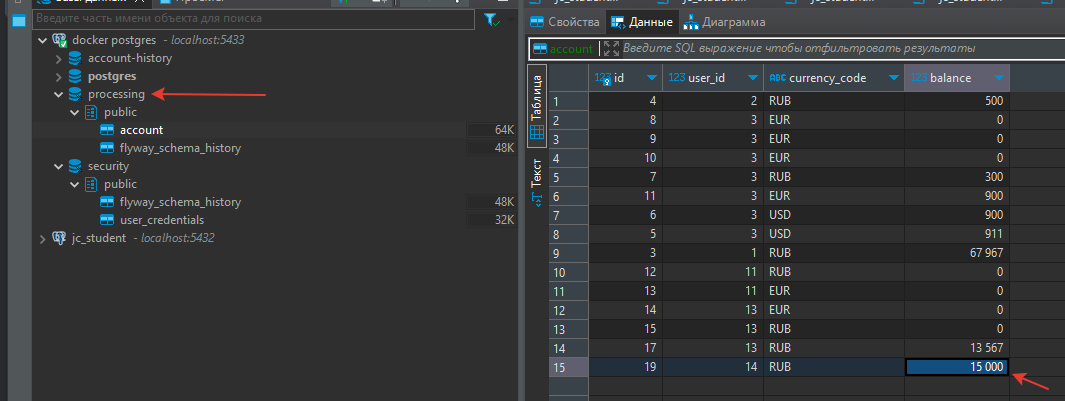 Введите часть имени объекта для поиска
docker postgres - localhost:5433
account-history
postgres
processing
public
account 64K
flyway_schema_history 48K
security
public
flyway_schema_history 48K
user_credentials 32K
jc_student - localhost:5432
Свойства Данные Диаграмма
account Введите SQL выражение чтобы отфильтровать результаты
Таблица
Текст
123 id 123 user_id ABC currency_code 123 balance
1 4 2 RUB 500
2 8 3 EUR 0
3 9 3 EUR 0
4 10 3 EUR 0
5 7 3 RUB 300
6 11 3 EUR 900
7 6 3 USD 900
8 5 3 USD 911
9 3 1 RUB 67 967
10 12 11 RUB 0
11 13 11 EUR 0
12 14 13 EUR 0
13 15 13 RUB 0
14 17 13 RUB 13 567
15 19 14 RUB 15 000